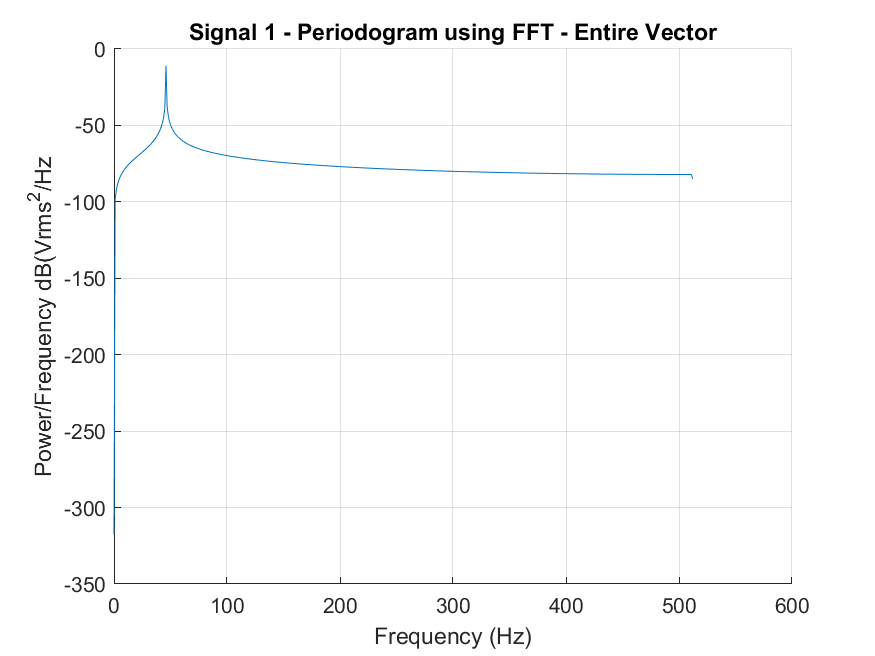 Signal 1 - Periodogram using FFT - Entire Vector
0
-50
-100
-150
-200
-250
-300
-350
Power/Frequency dB(Vrms²/Hz
0 100 200 300 400 500 600
Frequency (Hz)